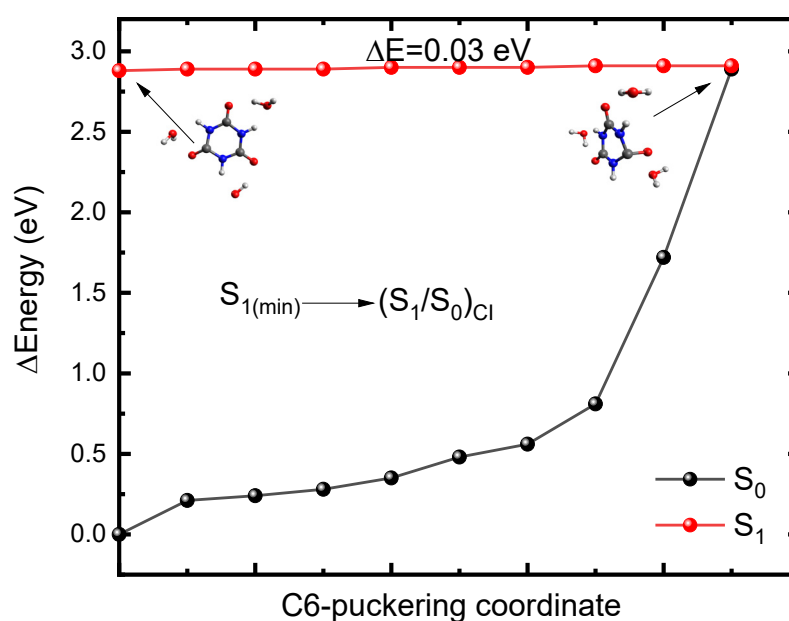 ΔE=0.03 eV
3.0
2.5
2.0
1.5
1.0
0.5
0.0
ΔEnergy (eV)
S1(min) → (S1/S0)CI
S0
S1
C6-puckering coordinate